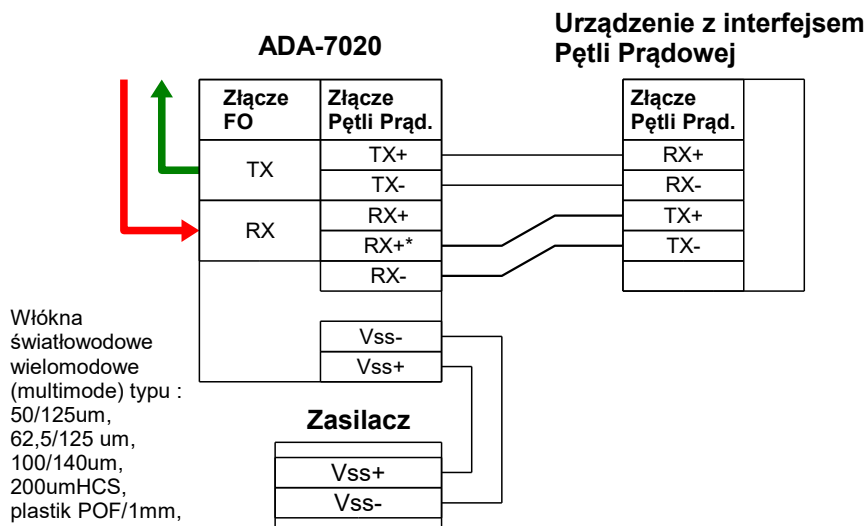 ADA-7020
Urządzenie z interfejsem
Pętli Prądowej
Złącze
FO
Złącze
Pętli Prąd.
TX
TX+
TX-
RX
RX+
RX+*
RX-
Vss-
Vss+
Złącze
Pętli Prąd.
RX+
RX-
TX+
TX-
Włókna
światłowodowe
wielomodowe
(multimode) typu :
50/125um,
62,5/125 um,
100/140um,
200umHCS,
plastik POF/1mm,
Zasilacz
Vss+
Vss-